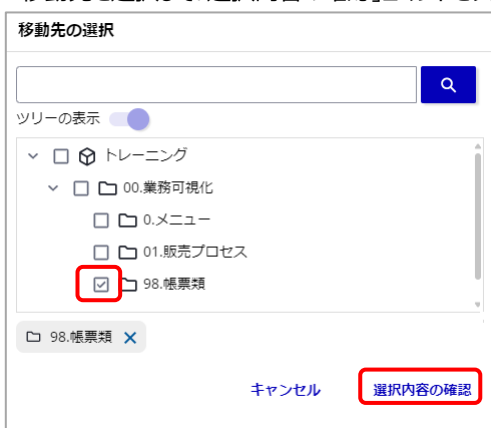 移動先の選択
ツリーの表示
トレーニング
00.業務可視化
0.メニュー
01.販売プロセス
98.帳票類
98.帳票類
キャンセル 選択内容の確認